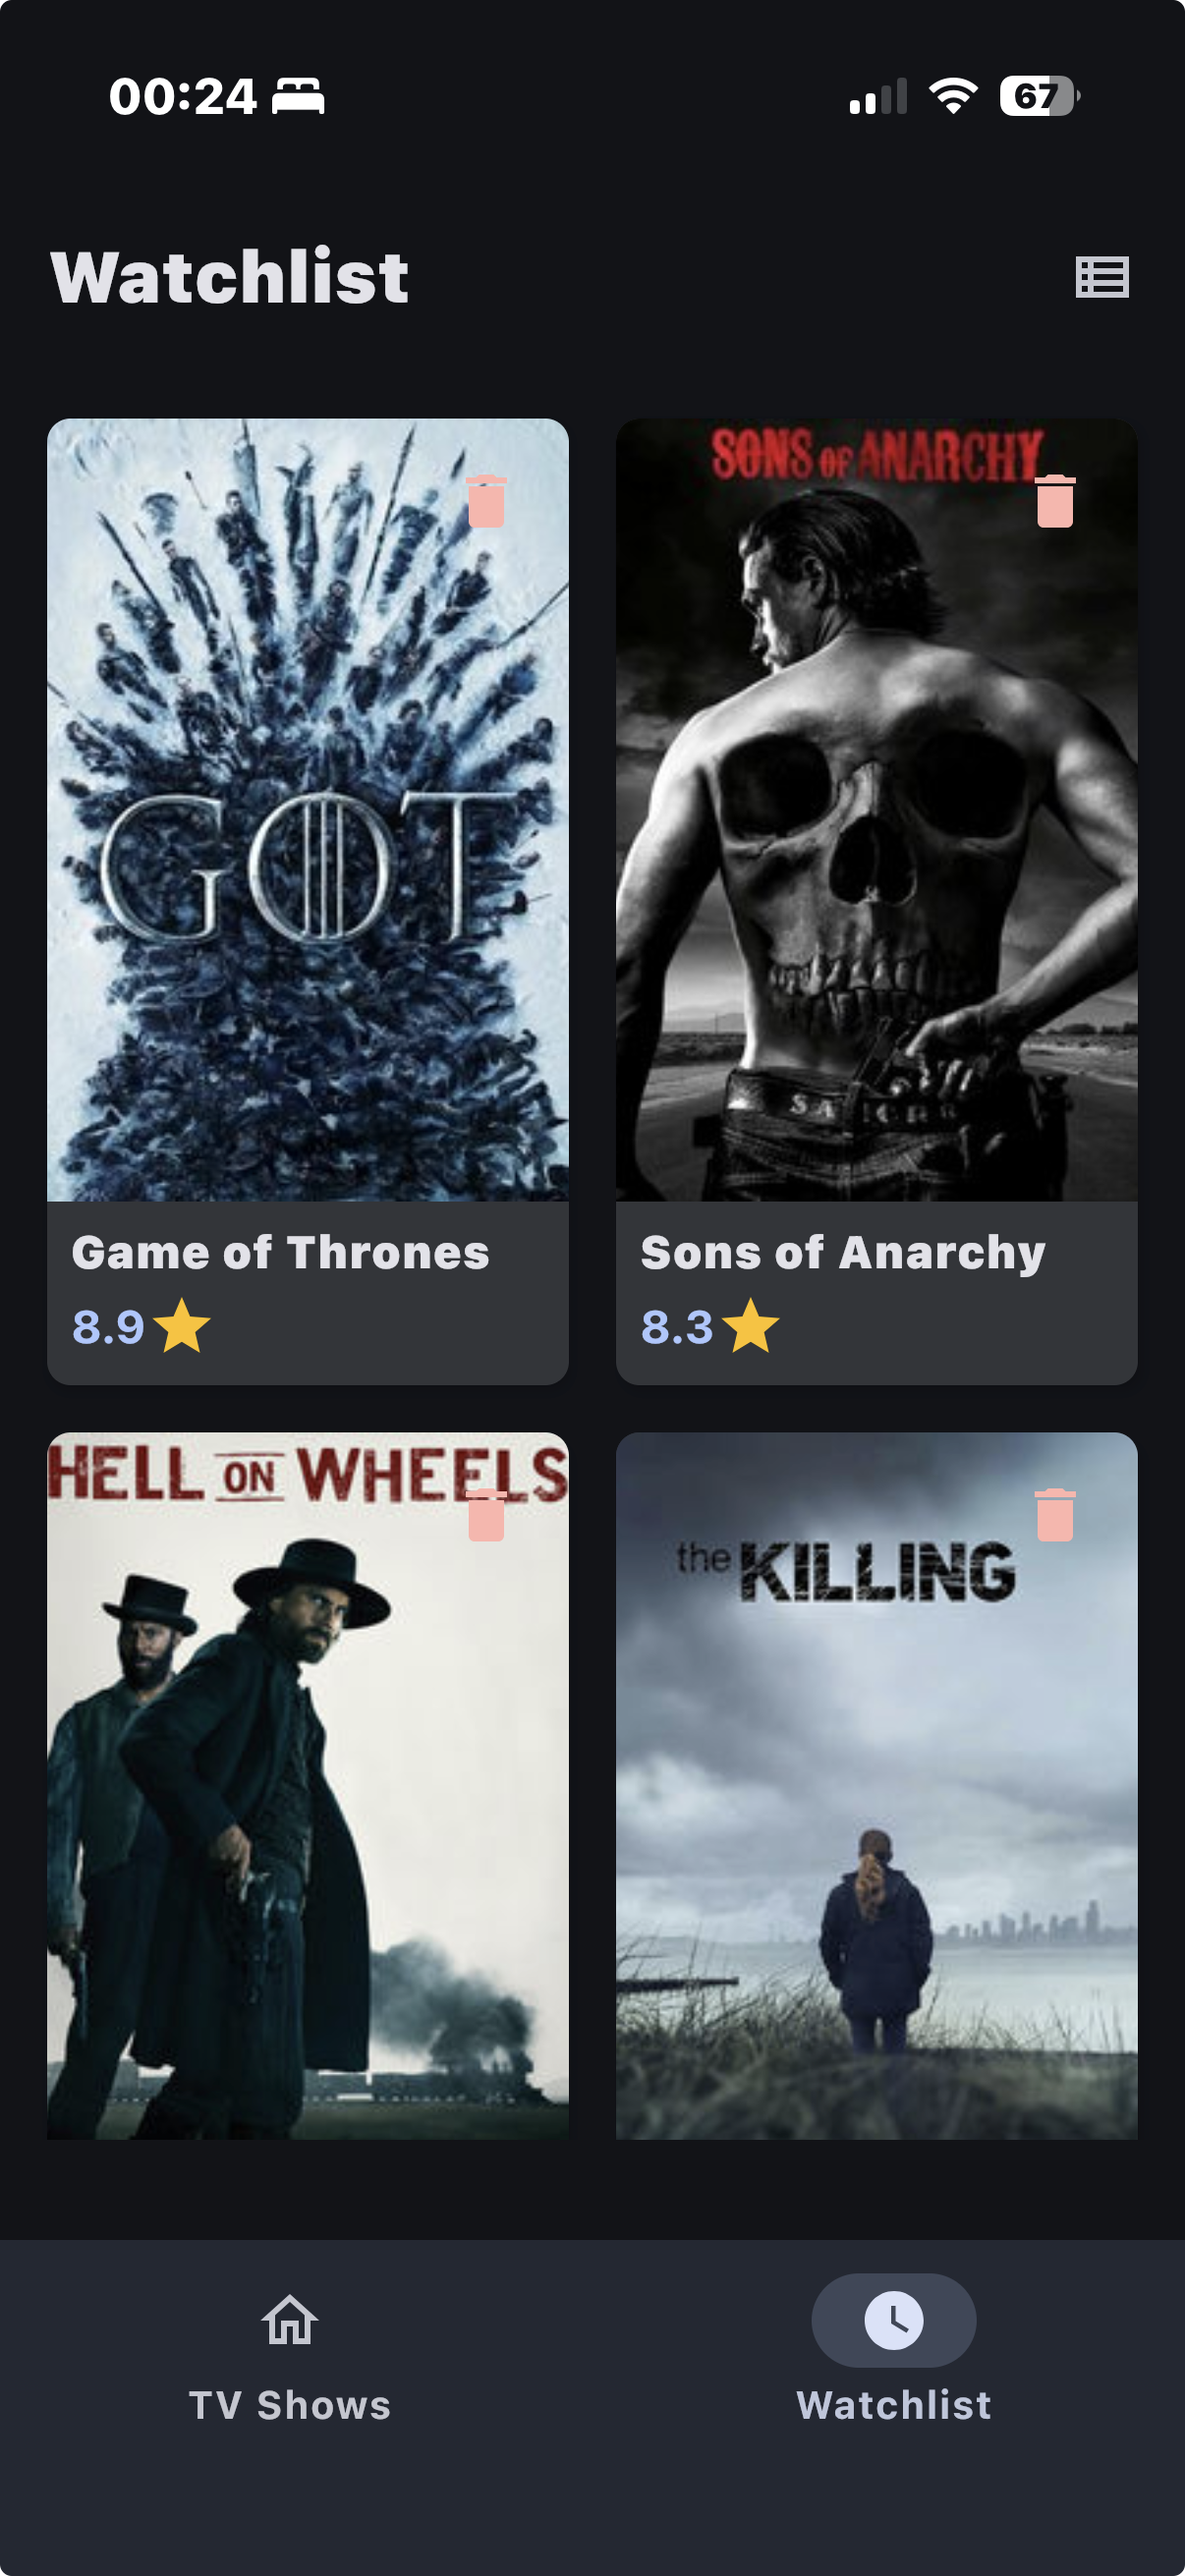 00:24
67
Watchlist
SONS OF ANARCHY
GOT
Game of Thrones
Sons of Anarchy
8.9
8.3
HELL ON WHEELS
the KILLING
TV Shows
Watchlist